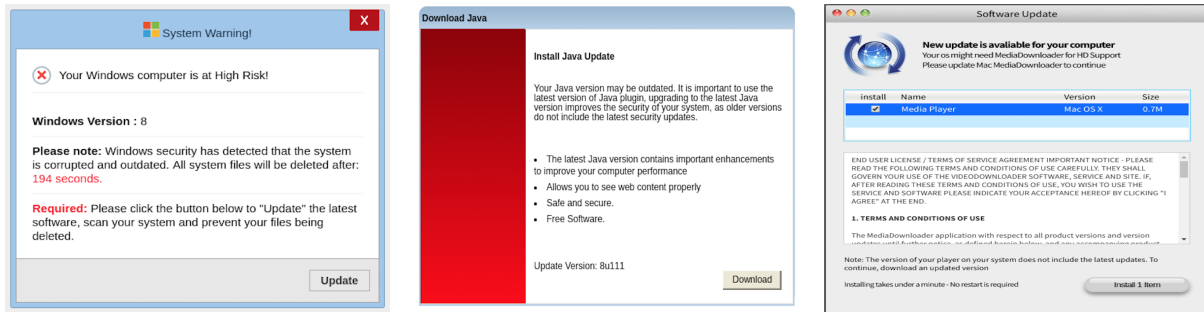 System Warning!
X
Your Windows computer is at High Risk!
Windows Version : 8
Please note: Windows security has detected that the system
is corrupted and outdated. All system files will be deleted after:
194 seconds.
Required: Please click the button below to "Update" the latest
software, scan your system and prevent your files being
deleted.
Update
Download Java
Install Java Update
Your Java version may be outdated. It is important to use the
latest version of Java plugin, upgrading to the latest Java
version improves the security of your system, as older versions
do not include the latest security updates.
• The latest Java version contains important enhancements
to improve your computer performance
• Allows you to see web content properly
• Safe and secure.
• Free Software.
Update Version: 8u111
Download
Software Update
New update is avaliable for your computer
Your os might need MediaDownloader for HD Support
Please update Mac MediaDownloader to continue
install Name Version Size
Media Player Mac OS X 0.7M
END USER LICENSE / TERMS OF SERVICE AGREEMENT IMPORTANT NOTICE - PLEASE
READ THE FOLLOWING TERMS AND CONDITIONS OF USE CAREFULLY. THEY SHALL
GOVERN YOUR USE OF THE VIDEODOWNLOADER SOFTWARE, SERVICE AND SITE. IF,
AFTER READING THESE TERMS AND CONDITIONS OF USE, YOU WISH TO USE THE
SERVICE AND SOFTWARE PLEASE INDICATE YOUR ACCEPTANCE HEREOF BY CLICKING "I
AGREE" AT THE END.
1. TERMS AND CONDITIONS OF USE
The MediaDownloader application with respect to all product versions and version
updates until further notice, as defined herein below, and any accompanying product
Note: The version of your player on your system does not include the latest updates. To
continue, download an updated version
Installing takes under a minute - No restart is required
Install 1 Item